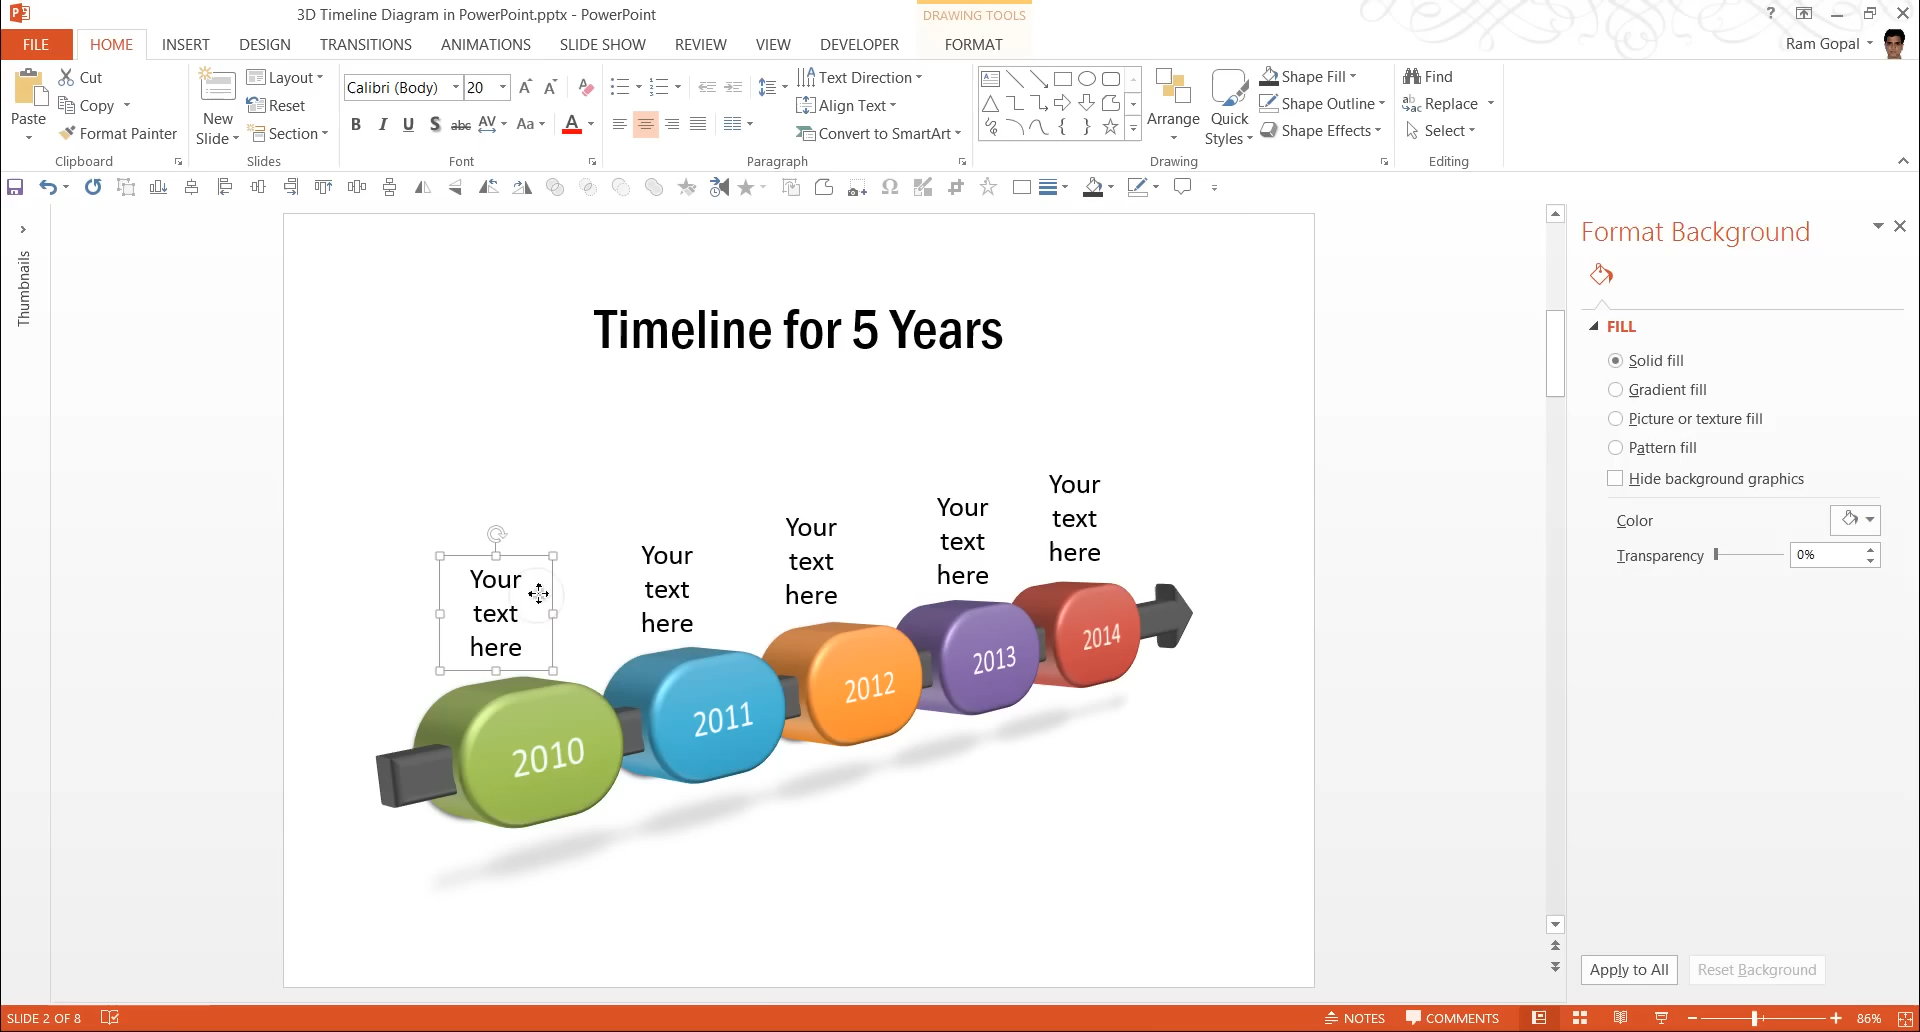 3D Timeline Diagram in PowerPoint.pptx - PowerPoint
DRAWING TOOLS
?
FILE HOME INSERT DESIGN TRANSITIONS ANIMATIONS SLIDE SHOW REVIEW VIEW DEVELOPER FORMAT
Ram Gopal
Paste
Cut
Copy
Format Painter
Clipboard
New
Slide
Layout
Reset
Section
Slides
Calibri (Body) 20
B I U S abc AV Aa A
Font
Text Direction
Align Text
Convert to SmartArt
Paragraph
Arrange
Quick
Styles
Shape Fill
Shape Outline
Shape Effects
Drawing
Find
Replace
Select
Editing
Thumbnails
Timeline for 5 Years
Your
text
here
Your
text
here
Your
text
here
Your
text
here
Your
text
here
2010
2011
2012
2013
2014
Format Background
FILL
Solid fill
Gradient fill
Picture or texture fill
Pattern fill
Hide background graphics
Color
Transparency 0%
Apply to All Reset Background
SLIDE 2 OF 8
NOTES COMMENTS 86%